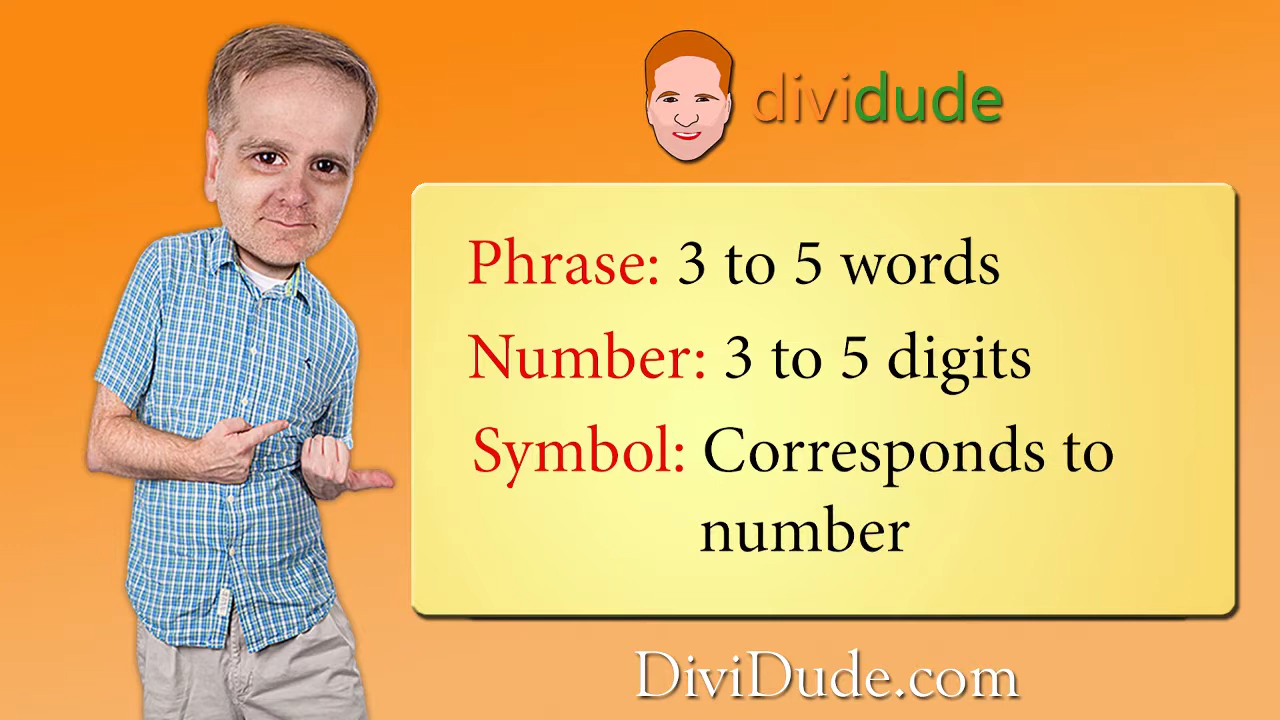 dividude
Phrase: 3 to 5 words
Number: 3 to 5 digits
Symbol: Corresponds to
number
DiviDude.com